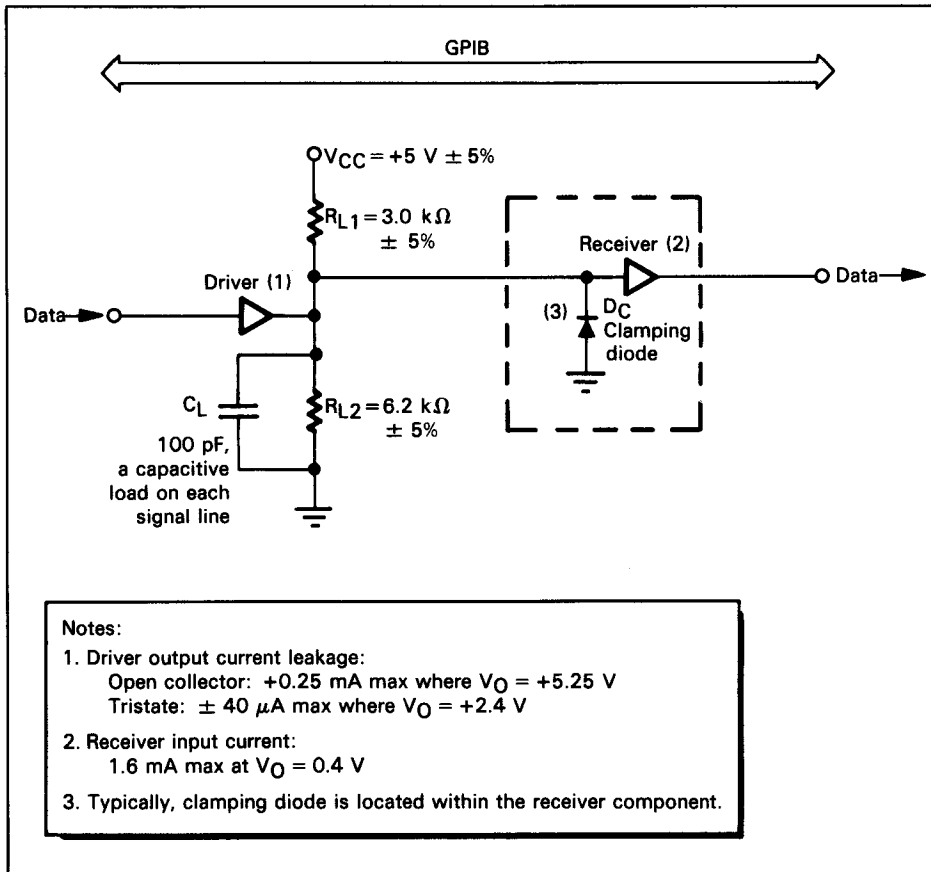 GPIB
VCC = +5 V ± 5%
RL1 = 3.0 kΩ
± 5%
Driver (1)
Receiver (2)
Data
Data
(3) DC
Clamping
diode
CL
RL2 = 6.2 kΩ
± 5%
100 pF,
a capacitive
load on each
signal line
Notes:
1. Driver output current leakage:
Open collector: +0.25 mA max where VO = +5.25 V
Tristate: ± 40 μA max where VO = +2.4 V
2. Receiver input current:
1.6 mA max at VO = 0.4 V
3. Typically, clamping diode is located within the receiver component.